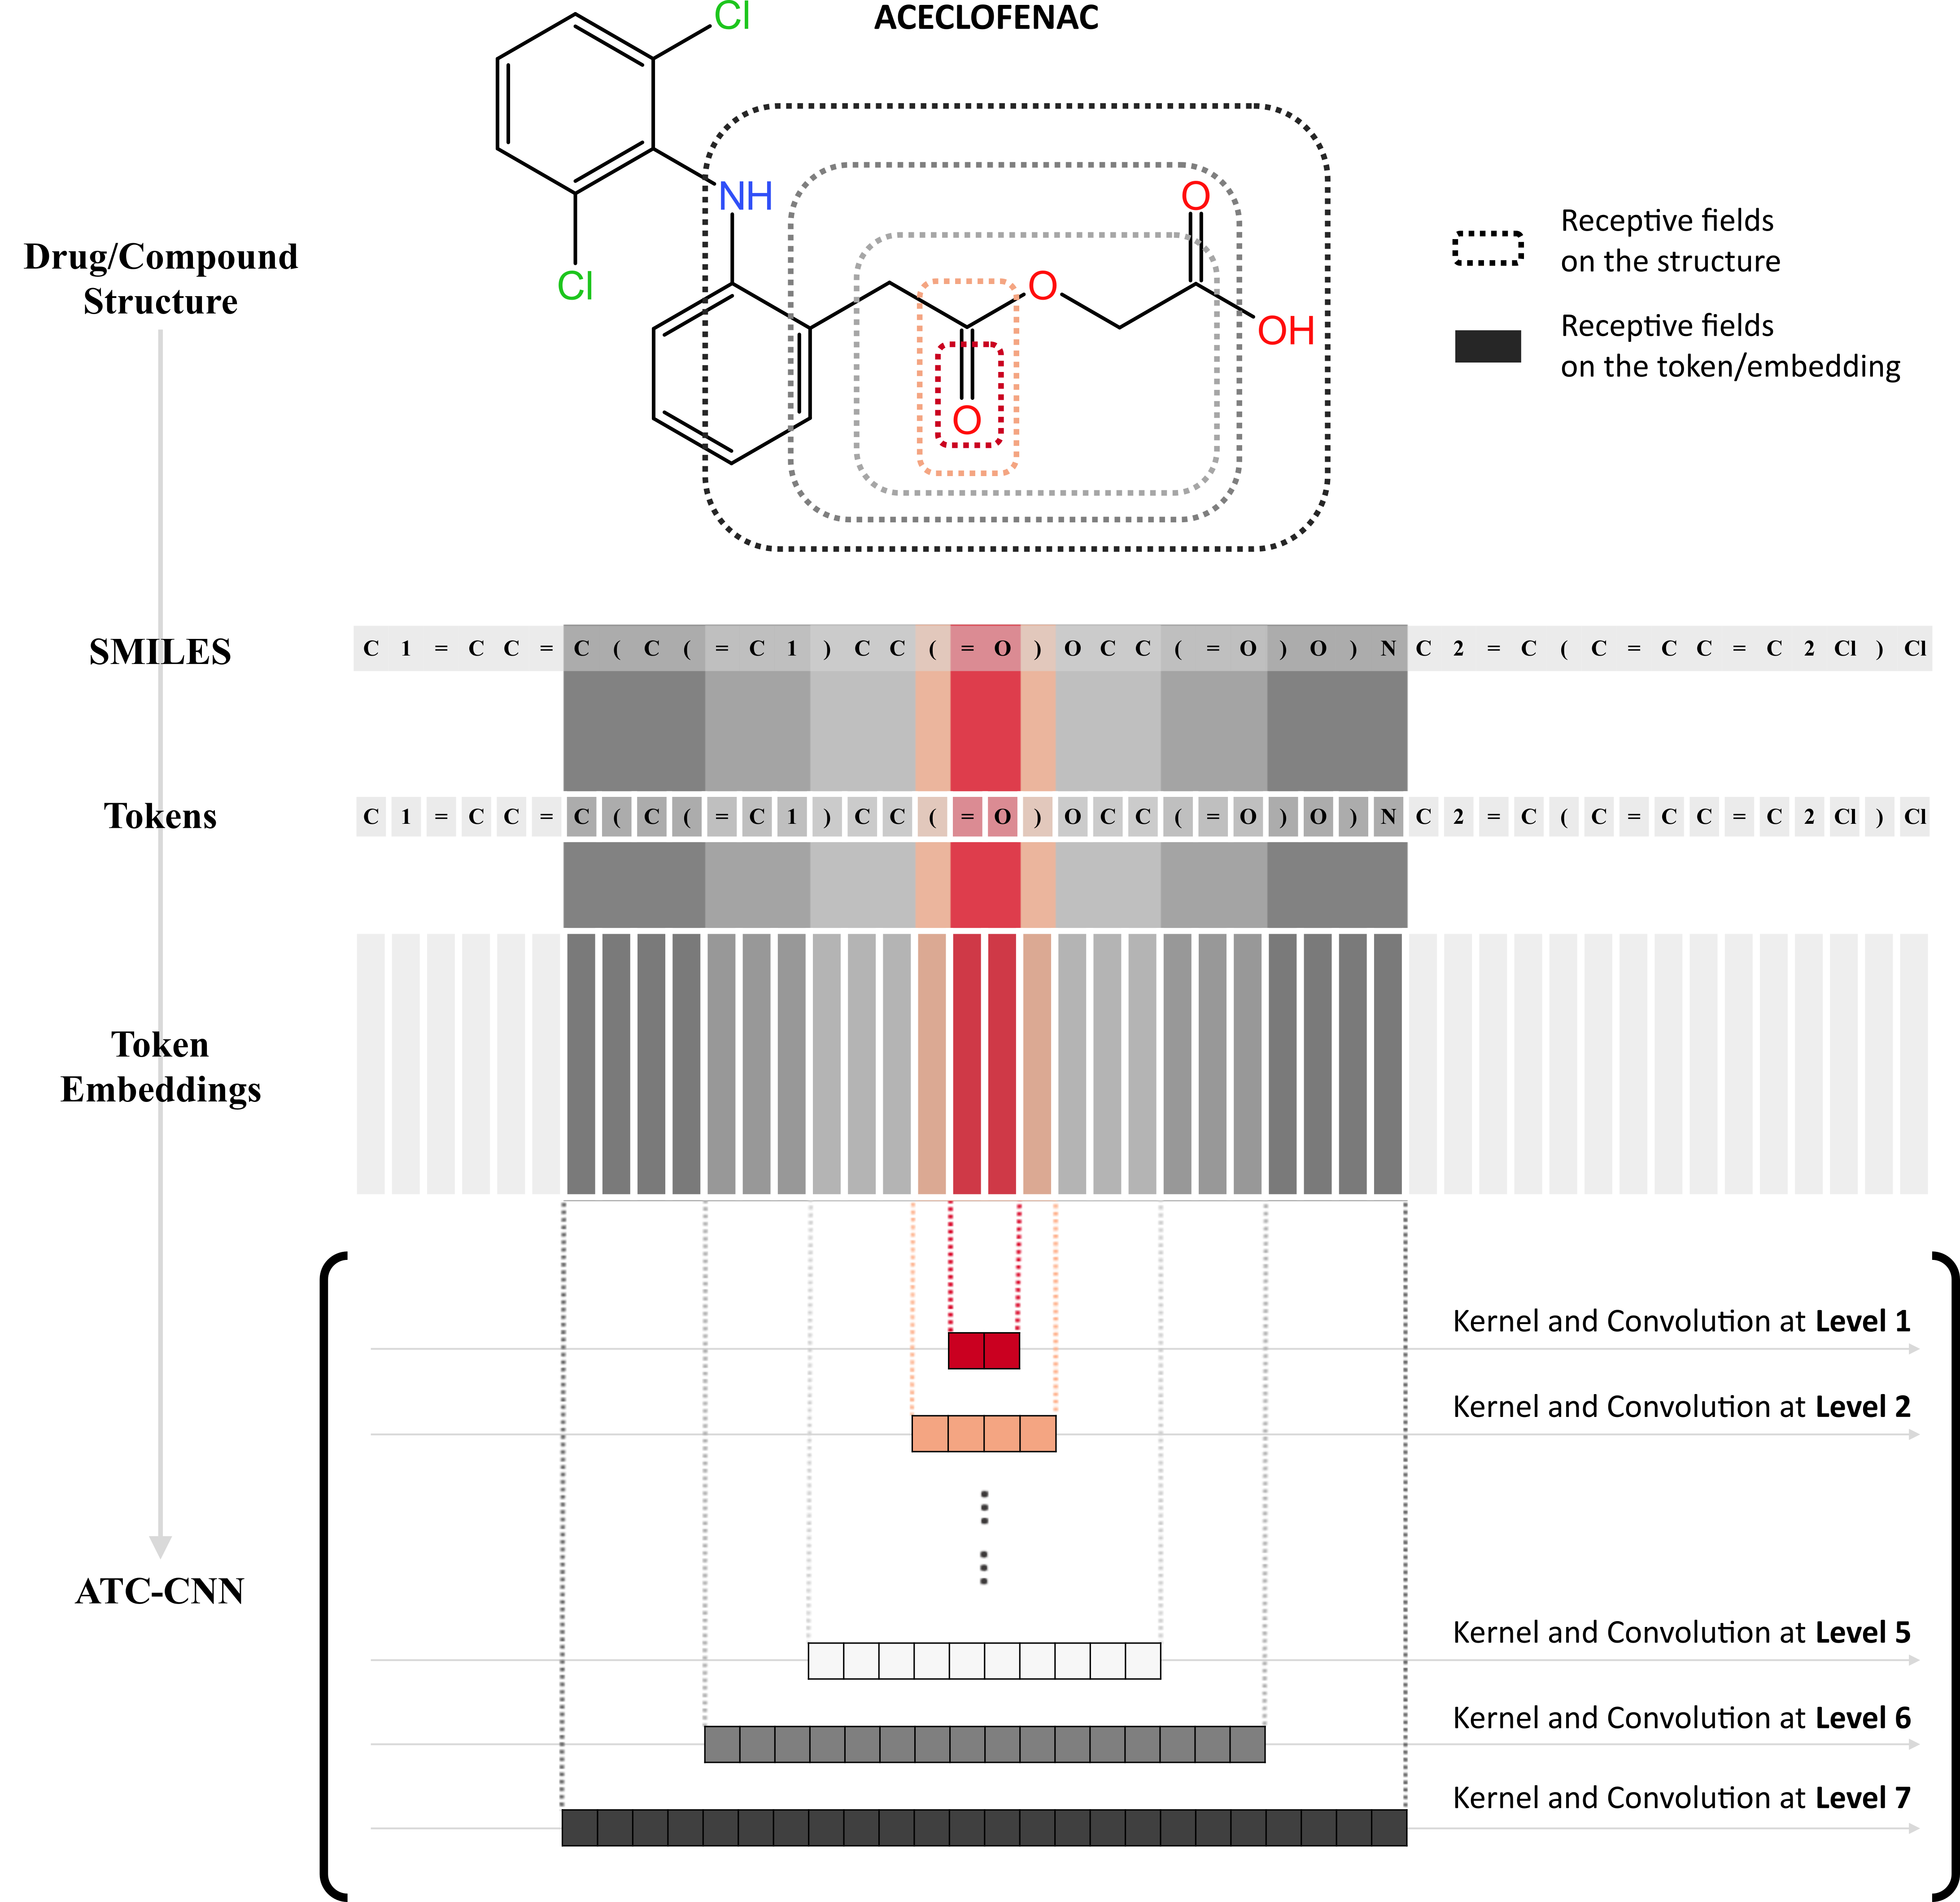 ACECLOFENAC
Cl
NH
Cl
O
O
OH
O
Receptive fields
on the structure
Receptive fields
on the token/embedding
Drug/Compound
Structure
SMILES
C 1 = C C = C ( C ( = C 1 ) C C ( = O ) O C C ( = O ) O ) N C 2 = C ( C = C C = C 2 Cl ) Cl
Tokens
C 1 = C C = C ( C ( = C 1 ) C C ( = O ) O C C ( = O ) O ) N C 2 = C ( C = C C = C 2 Cl ) Cl
Token
Embeddings
ATC-CNN
Kernel and Convolution at Level 1
Kernel and Convolution at Level 2
Kernel and Convolution at Level 5
Kernel and Convolution at Level 6
Kernel and Convolution at Level 7